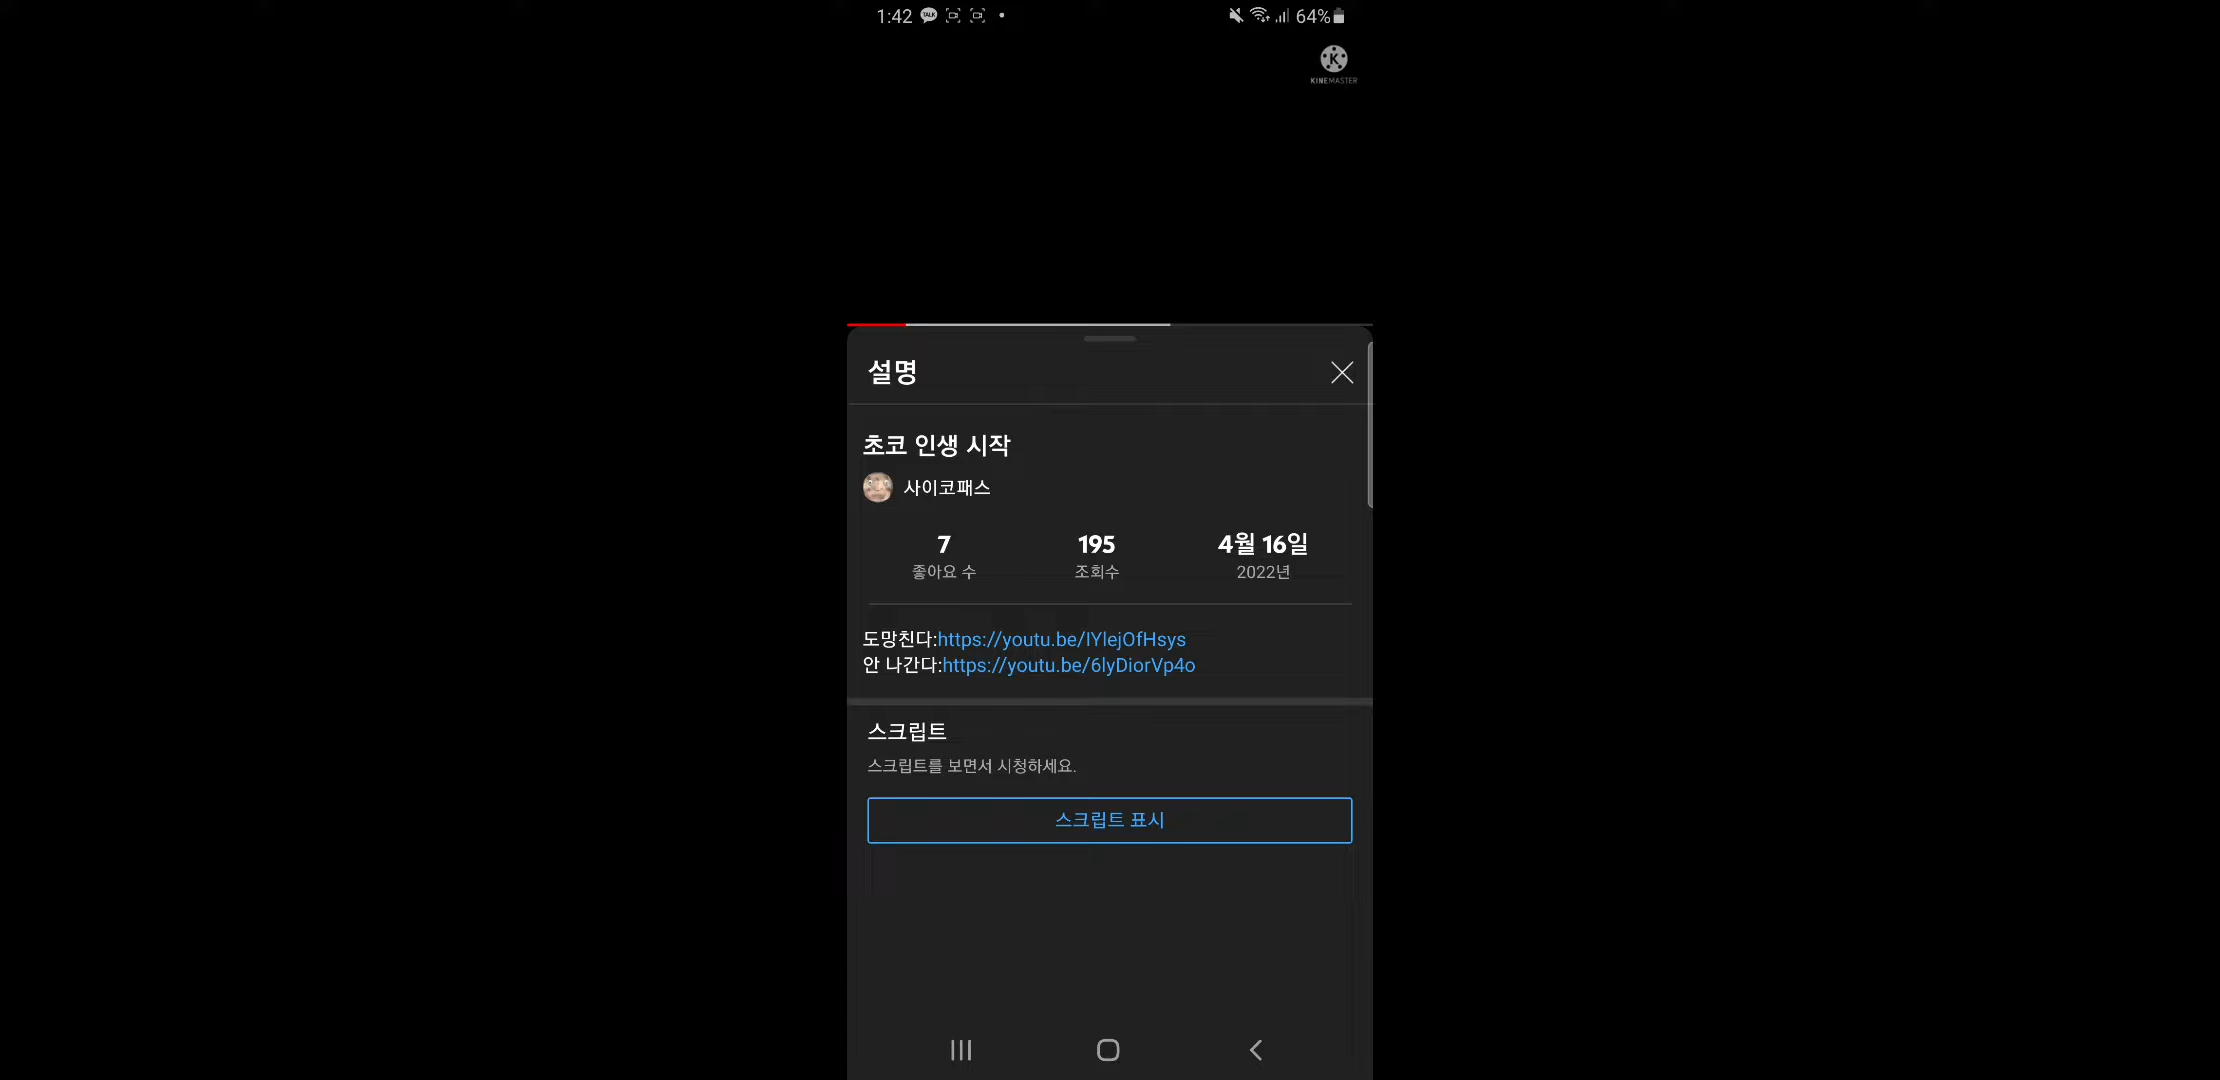 1:42 TALK 64%
KINEMASTER
설명
초코 인생 시작
사이코패스
7 195 4월 16일
좋아요 수 조회수 2022년
도망친다:https://youtu.be/IYlejOfHsys
안 나간다:https://youtu.be/6lyDiorVp4o
스크립트
스크립트를 보면서 시청하세요.
스크립트 표시